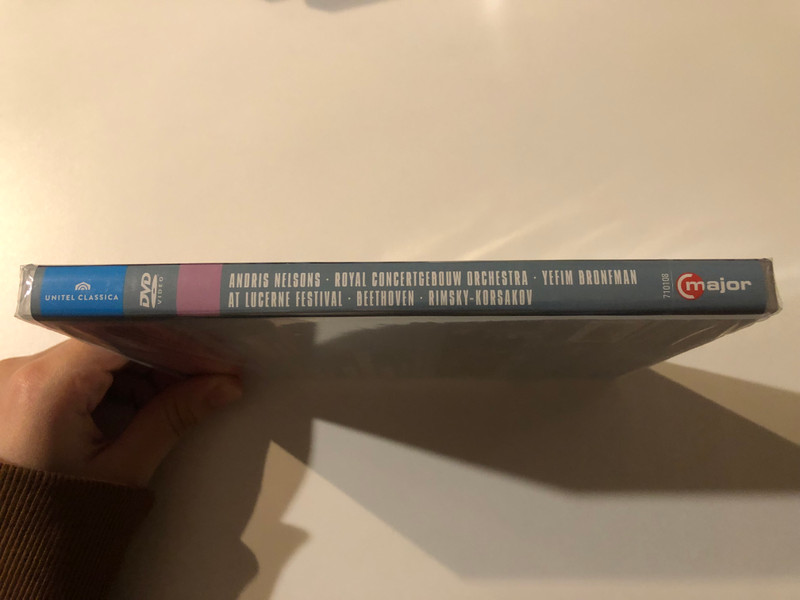 UNITEL CLASSICA
DVD
VIDEO
ANDRIS NELSONS · ROYAL CONCERTGEBOUW ORCHESTRA · YEFIM BRONFMAN
AT LUCERNE FESTIVAL · BEETHOVEN · RIMSKY-KORSAKOV
710108
C major